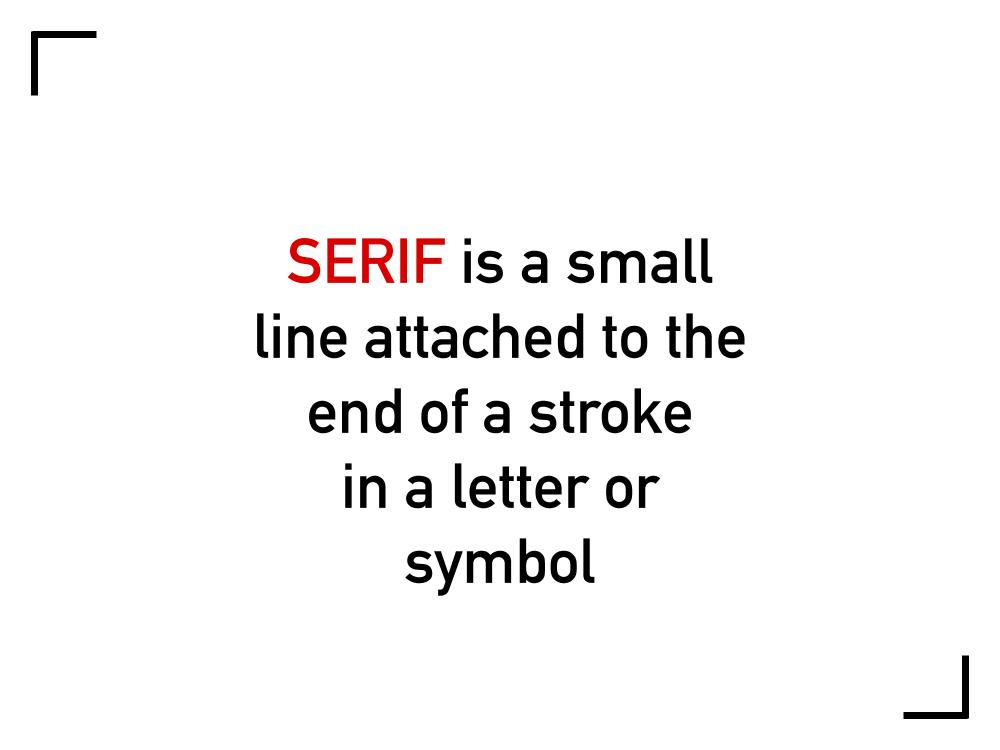 SERIF is a small
line attached to the
end of a stroke
in a letter or
symbol